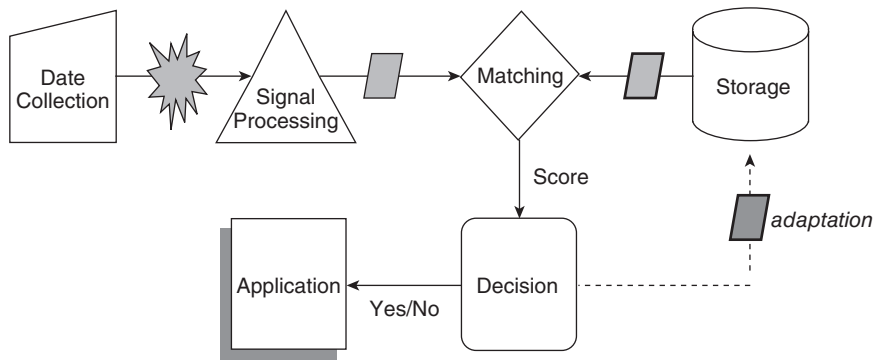 Date
Collection
Signal
Processing
Matching
Storage
Score
adaptation
Application
Yes/No
Decision